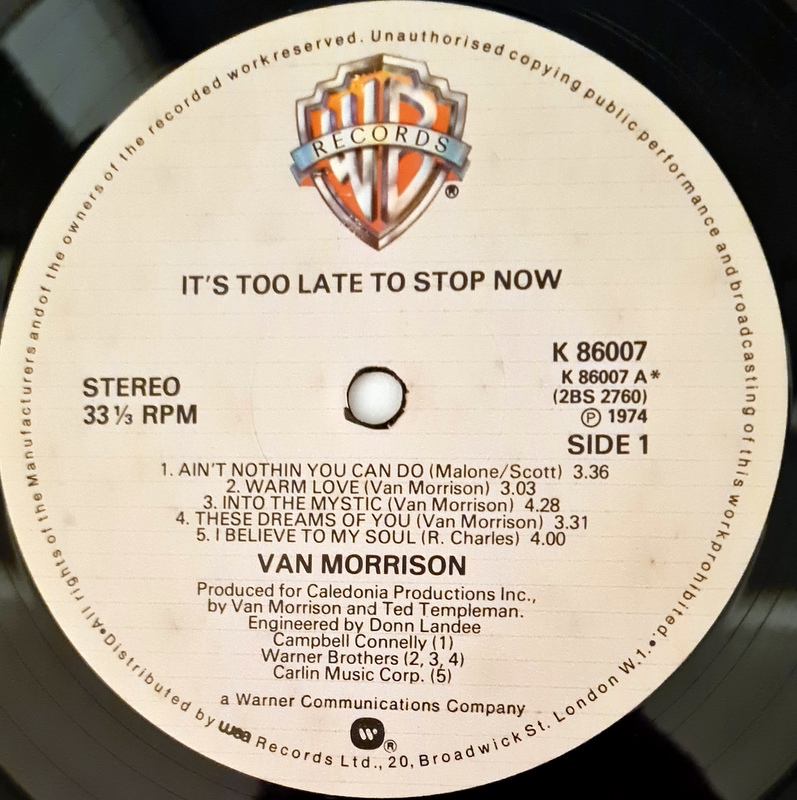 All rights of the Manufacturers and of the owners of the recorded work reserved. Unauthorised copying public performance and broadcasting of this work prohibited.
WB
RECORDS
®
IT'S TOO LATE TO STOP NOW
K 86007
K 86007 A*
(2BS 2760)
℗ 1974
SIDE 1
STEREO
33⅓ RPM
1. AIN'T NOTHIN YOU CAN DO (Malone/Scott) 3.36
2. WARM LOVE (Van Morrison) 3.03
3. INTO THE MYSTIC (Van Morrison) 4.28
4. THESE DREAMS OF YOU (Van Morrison) 3.31
5. I BELIEVE TO MY SOUL (R. Charles) 4.00
VAN MORRISON
Produced for Caledonia Productions Inc.,
by Van Morrison and Ted Templeman.
Engineered by Donn Landee
Campbell Connelly (1)
Warner Brothers (2, 3, 4)
Carlin Music Corp. (5)
a Warner Communications Company
®
•Distributed by wea Records Ltd., 20, Broadwick St. London W.1.•